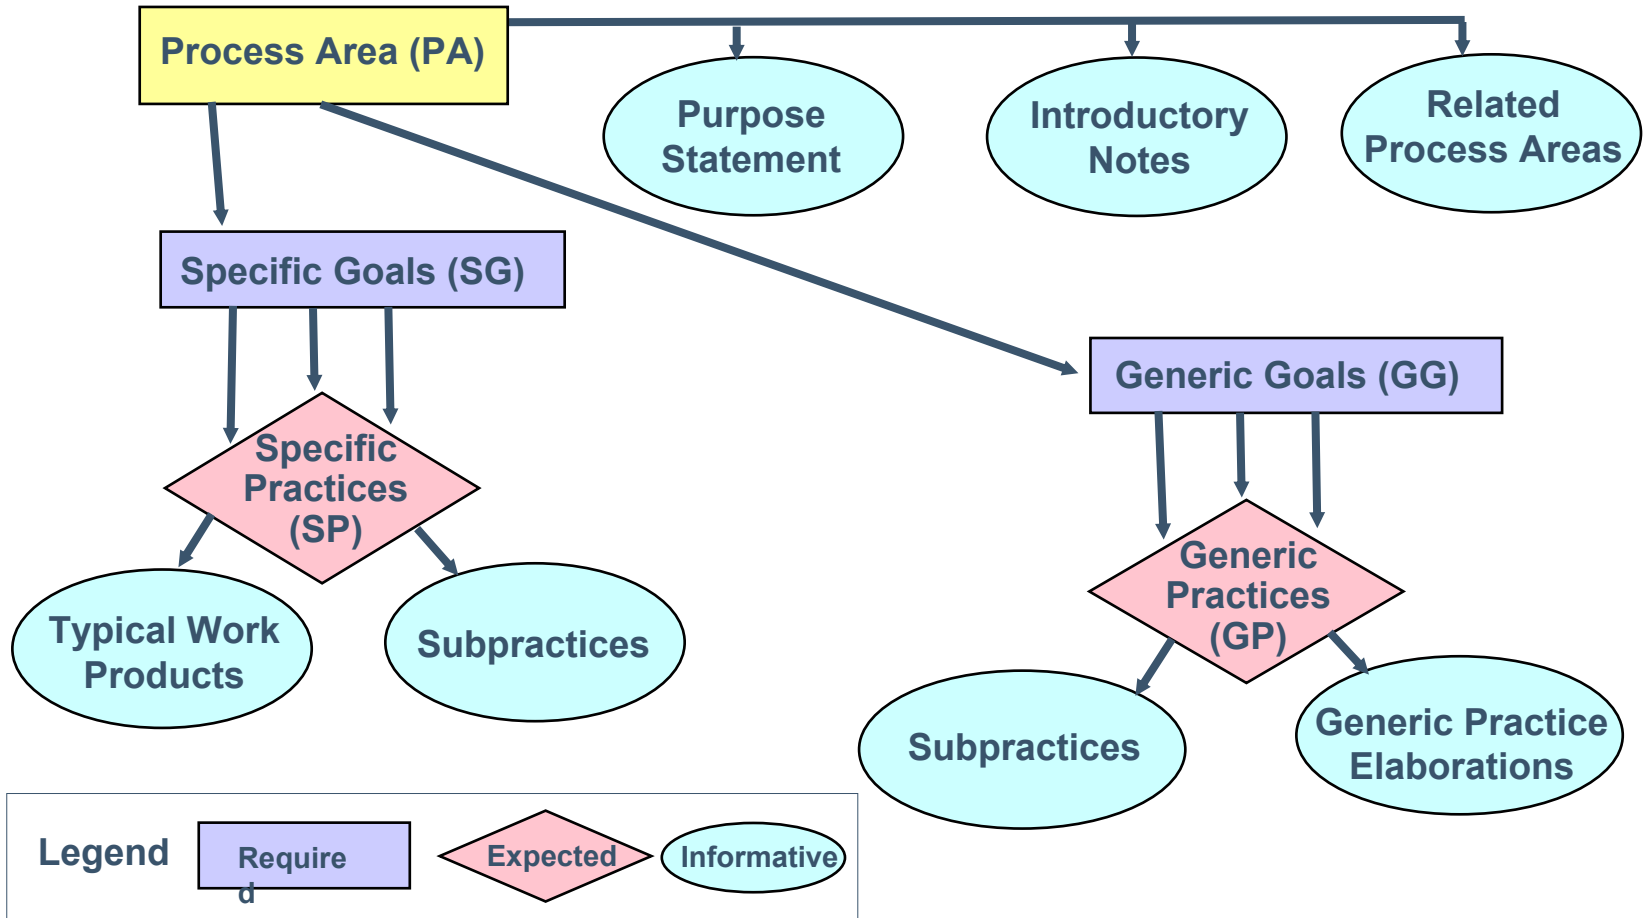 Process Area (PA)
Purpose
Statement
Introductory
Notes
Related
Process Areas
Specific Goals (SG)
Generic Goals (GG)
Specific
Practices
(SP)
Generic
Practices
(GP)
Typical Work
Products
Subpractices
Subpractices
Generic Practice
Elaborations
Legend
Require
d
Expected
Informative